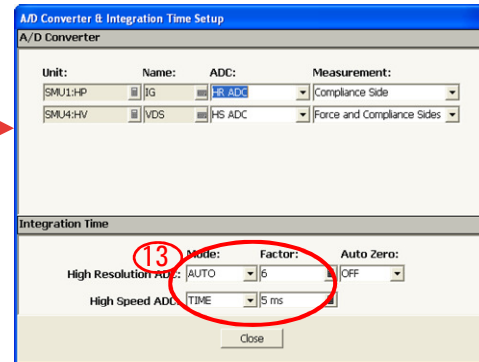 A/D Converter & Integration Time Setup
A/D Converter
Unit: Name: ADC: Measurement:
SMU1:HP IG HR ADC Compliance Side
SMU4:HV VDS HS ADC Force and Compliance Sides
Integration Time
13 Mode: Factor: Auto Zero:
High Resolution ADC: AUTO 6 OFF
High Speed ADC: TIME 5 ms
Close